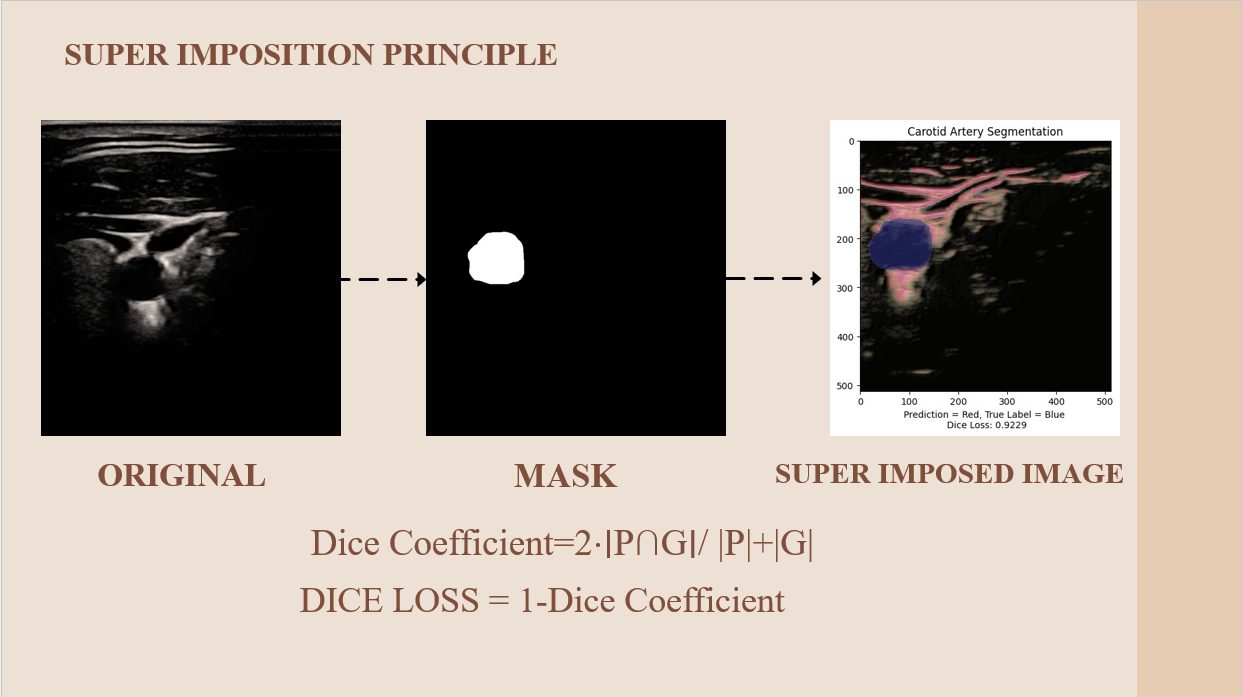 SUPER IMPOSITION PRINCIPLE
Carotid Artery Segmentation
0
100
200
300
400
500
0 100 200 300 400 500
Prediction = Red, True Label = Blue
Dice Loss: 0.9229
ORIGINAL
MASK
SUPER IMPOSED IMAGE
Dice Coefficient=2·|P∩G|/ |P|+|G|
DICE LOSS = 1-Dice Coefficient